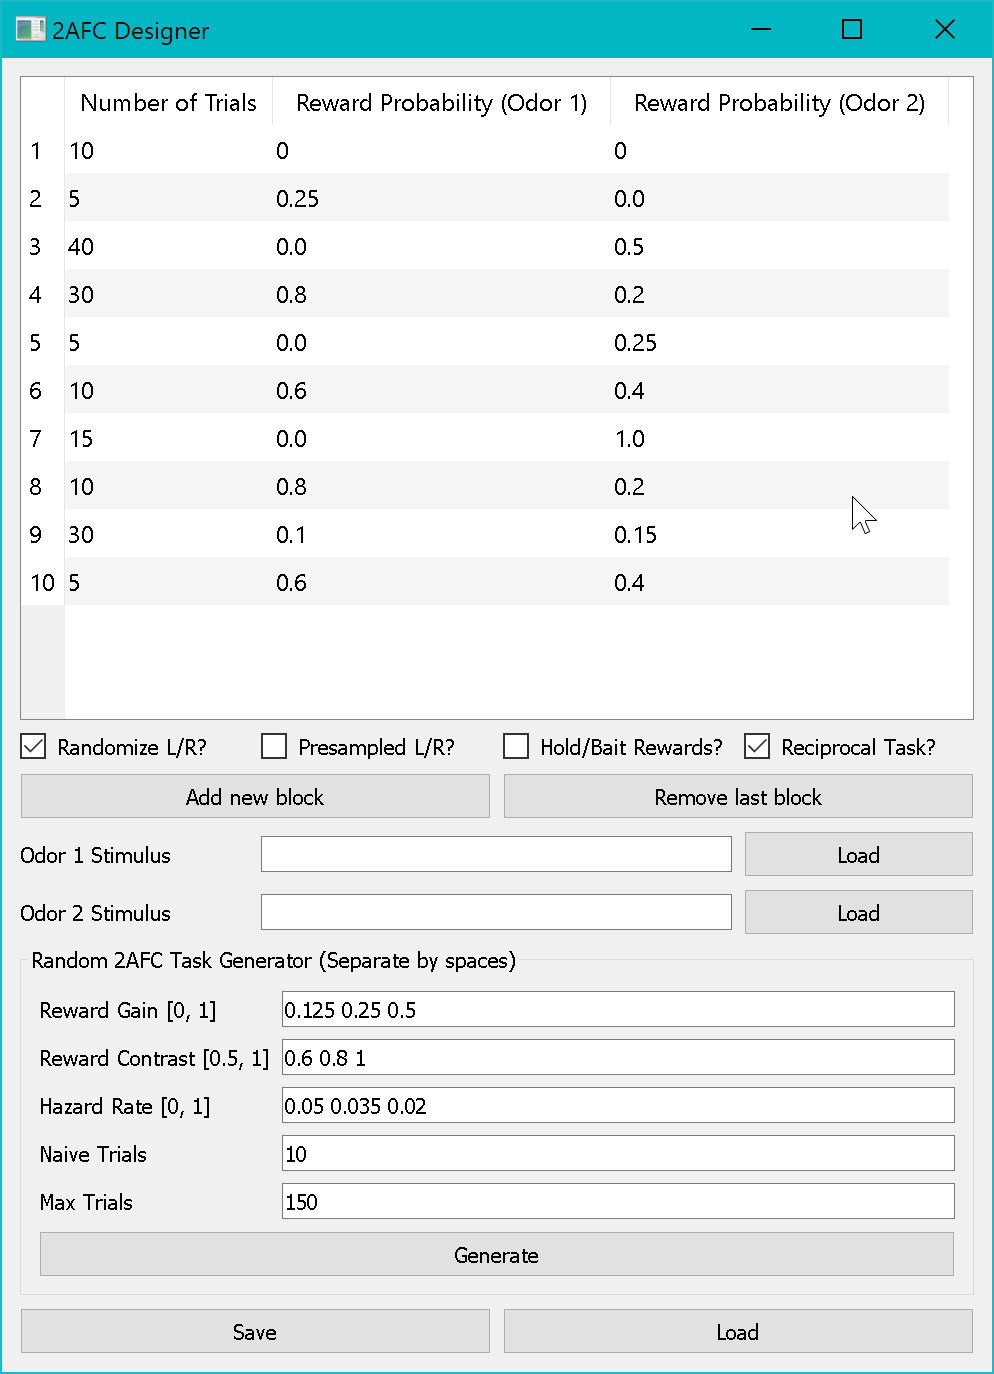 2AFC Designer
Number of Trials Reward Probability (Odor 1) Reward Probability (Odor 2)
1 10 0 0
2 5 0.25 0.0
3 40 0.0 0.5
4 30 0.8 0.2
5 5 0.0 0.25
6 10 0.6 0.4
7 15 0.0 1.0
8 10 0.8 0.2
9 30 0.1 0.15
10 5 0.6 0.4
Randomize L/R? Presampled L/R? Hold/Bait Rewards? Reciprocal Task?
Add new block Remove last block
Odor 1 Stimulus Load
Odor 2 Stimulus Load
Random 2AFC Task Generator (Separate by spaces)
Reward Gain [0, 1] 0.125 0.25 0.5
Reward Contrast [0.5, 1] 0.6 0.8 1
Hazard Rate [0, 1] 0.05 0.035 0.02
Naive Trials 10
Max Trials 150
Generate
Save Load